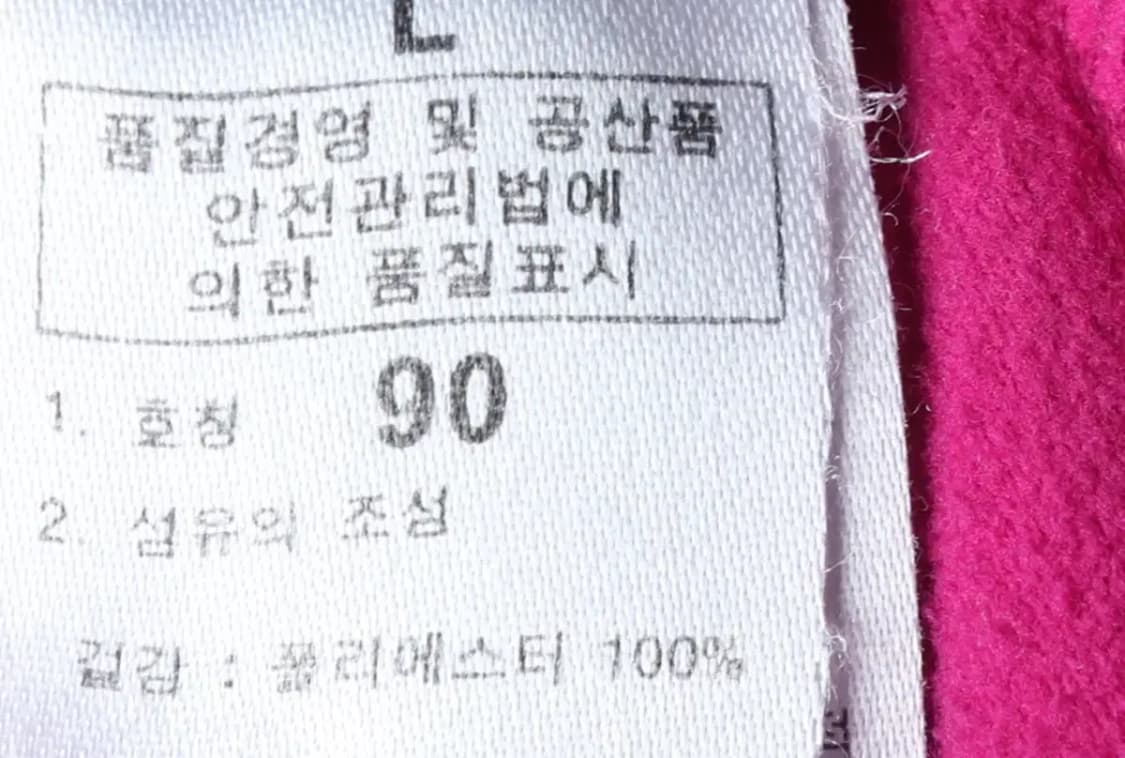 L
품질경영 및 공산품
안전관리법에
의한 품질표시
1. 호칭 90
2. 섬유의 조성
겉감 : 폴리에스터 100%